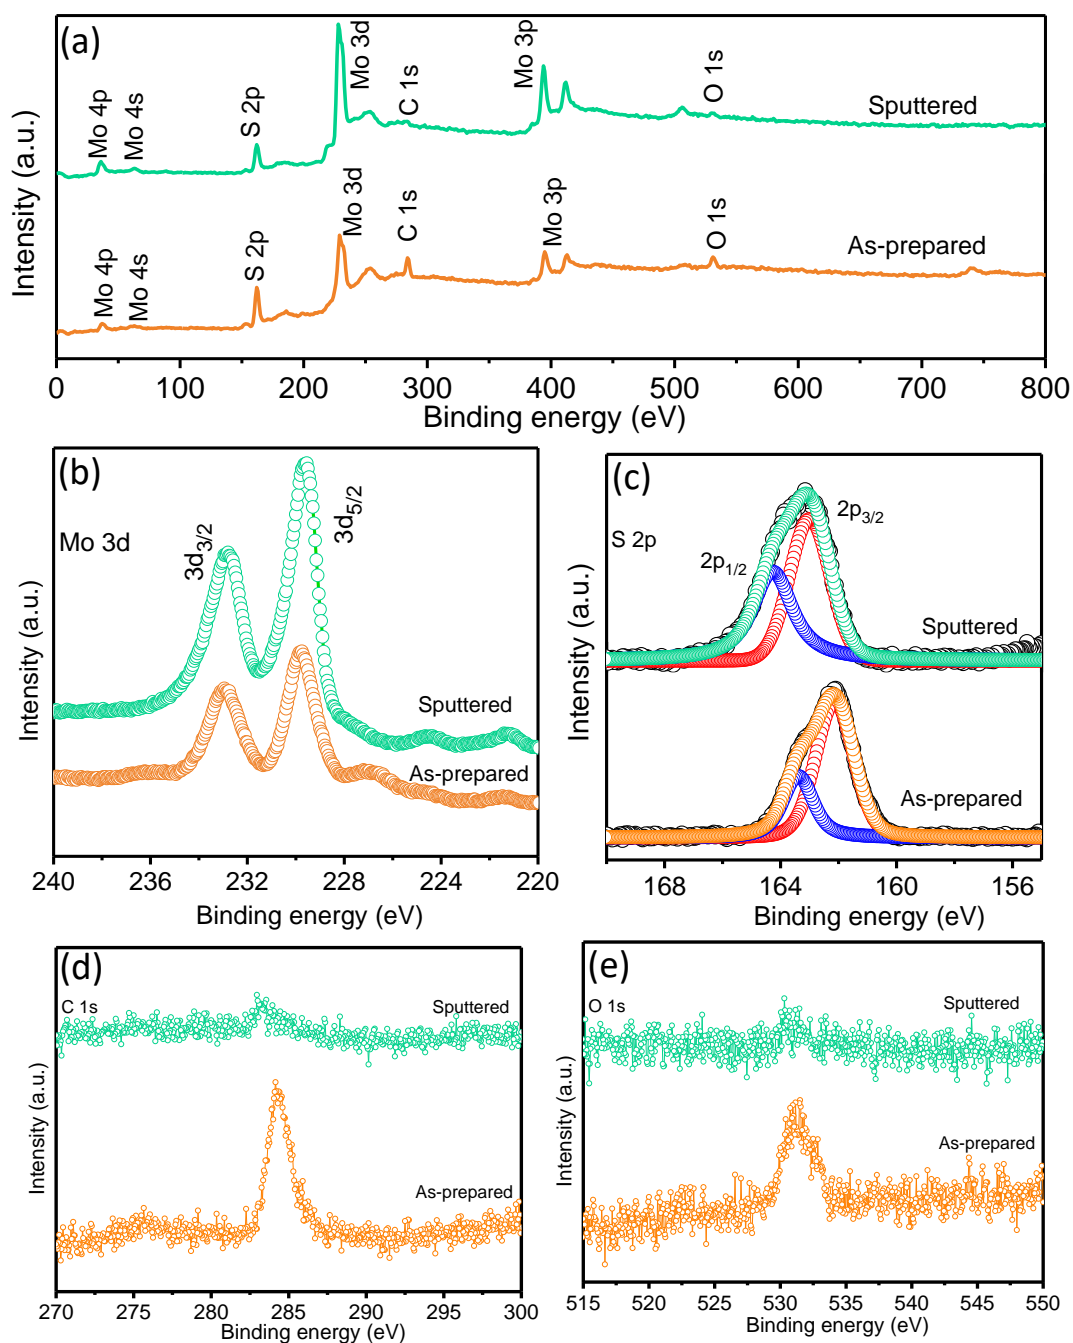 (a)
Intensity (a.u.)
Mo 4p
Mo 4s
S 2p
Mo 3d
C 1s
Mo 3p
O 1s
Sputtered
Mo 4p
Mo 4s
S 2p
Mo 3d
C 1s
Mo 3p
O 1s
As-prepared
0 100 200 300 400 500 600 700 800
Binding energy (eV)
(b)
Mo 3d
Intensity (a.u.)
3d3/2
3d5/2
Sputtered
As-prepared
240 236 232 228 224 220
Binding energy (eV)
(c)
S 2p
Intensity (a.u.)
2p3/2
2p1/2
Sputtered
As-prepared
168 164 160 156
Binding energy (eV)
(d)
C 1s
Sputtered
Intensity (a.u.)
As-prepared
270 275 280 285 290 295 300
Binding energy (eV)
(e)
O 1s
Sputtered
Intensity (a.u.)
As-prepared
515 520 525 530 535 540 545 550
Binding energy (eV)